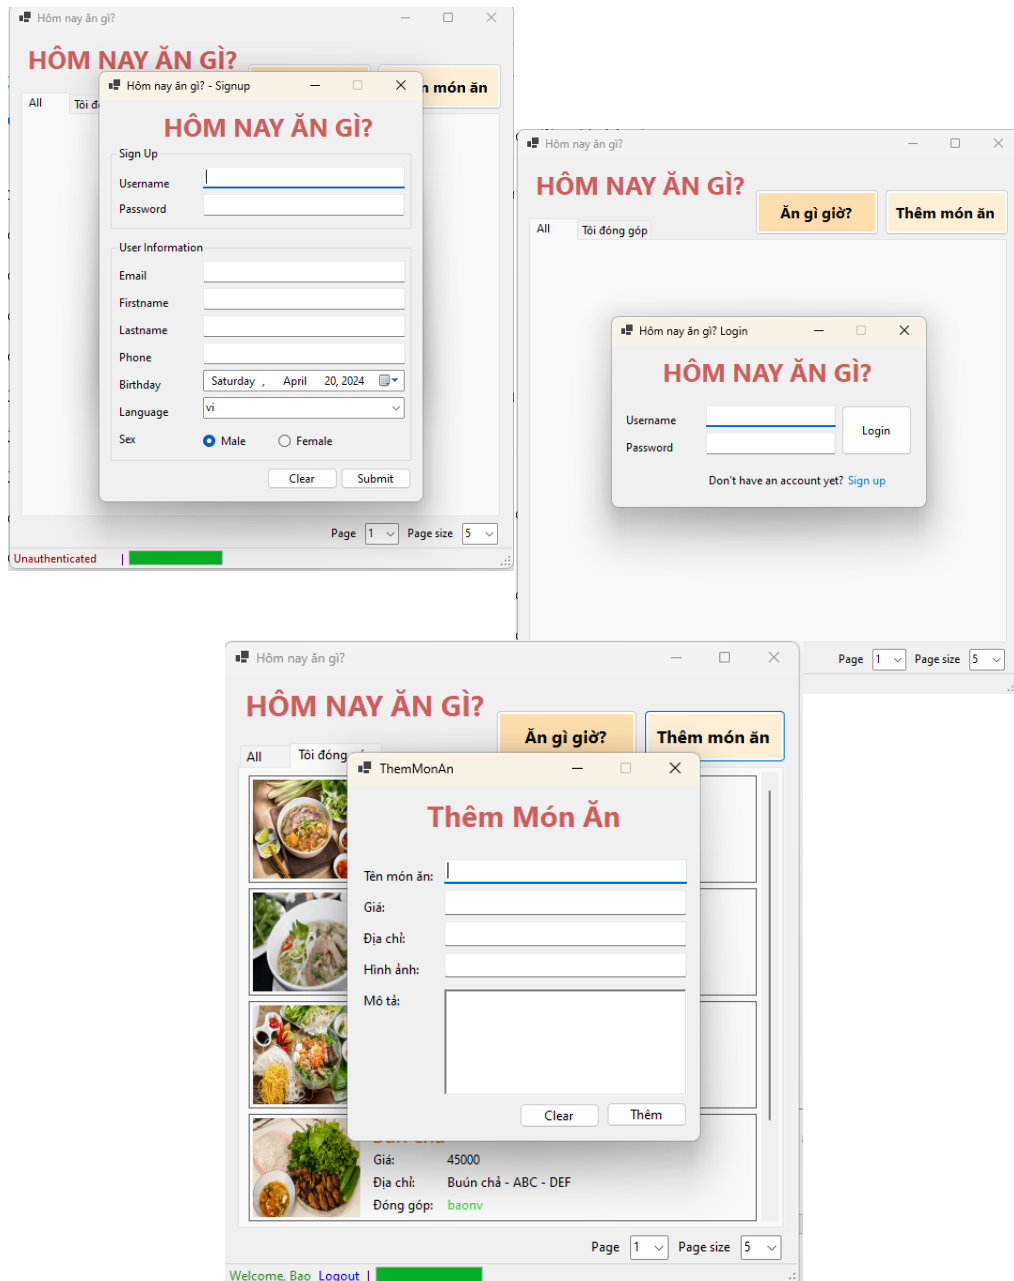 Hôm nay ăn gì?
HÔM NAY ĂN GÌ?
món ăn
All
Tôi
Hôm nay ăn gì? - Signup
HÔM NAY ĂN GÌ?
Sign Up
Username
Password
User Information
Email
Firstname
Lastname
Phone
Birthday Saturday , April 20, 2024
Language vi
Sex Male Female
Clear Submit
Page 1 Page size 5
Unauthenticated |
Hôm nay ăn gì?
HÔM NAY ĂN GÌ?
Ăn gì giờ? Thêm món ăn
All Tôi đóng góp
Hôm nay ăn gì? Login
HÔM NAY ĂN GÌ?
Username
Password
Login
Don't have an account yet? Sign up
Page 1 Page size 5
Hôm nay ăn gì?
HÔM NAY ĂN GÌ?
Ăn gì giờ? Thêm món ăn
All Tôi đóng
ThemMonAn
Thêm Món Ăn
Tên món ăn:
Giá:
Địa chỉ:
Hình ảnh:
Mô tả:
Clear Thêm
Giá: 45000
Địa chỉ: Buún chả - ABC - DEF
Đóng góp: baonv
Page 1 Page size 5
Welcome, Bao Logout |